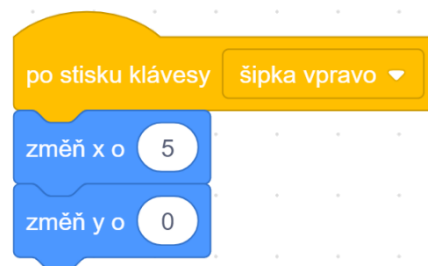 po stisku klávesy šipka vpravo
změň x o 5
změň y o 0